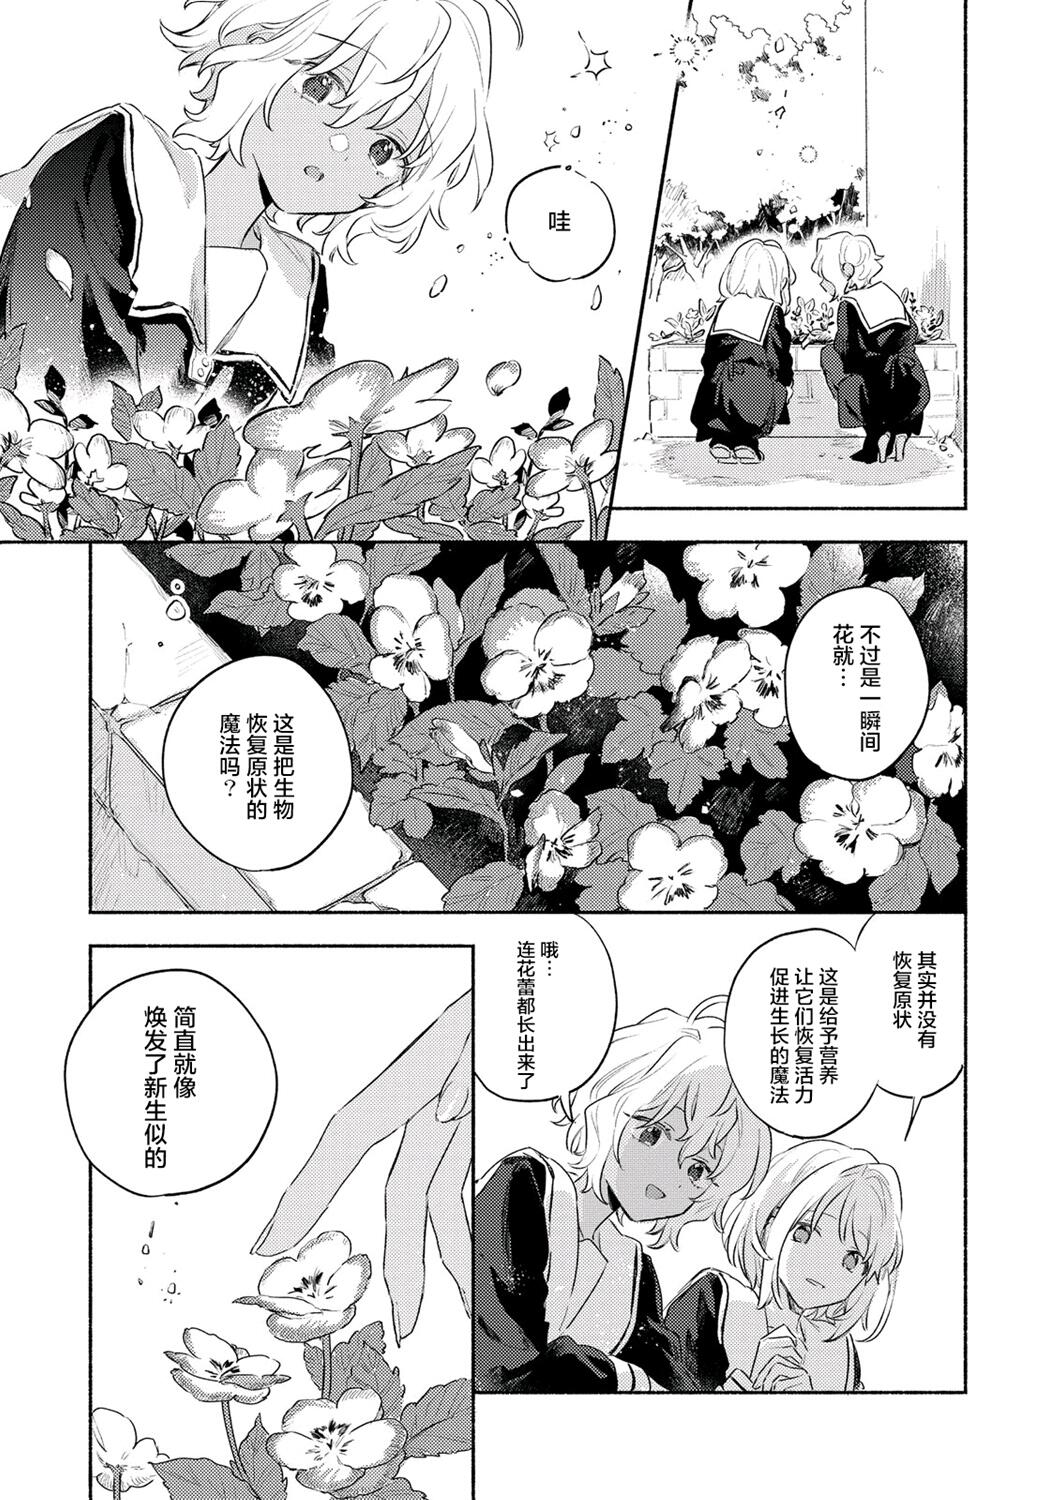 哇
不过是一瞬间
花就…
这是把生物
恢复原状的
魔法吗？
其实并没有
恢复原状
这是给予营养
让它们恢复活力
促进生长的魔法
哦…
连花蕾都长出来了
简直就像
焕发了新生似的